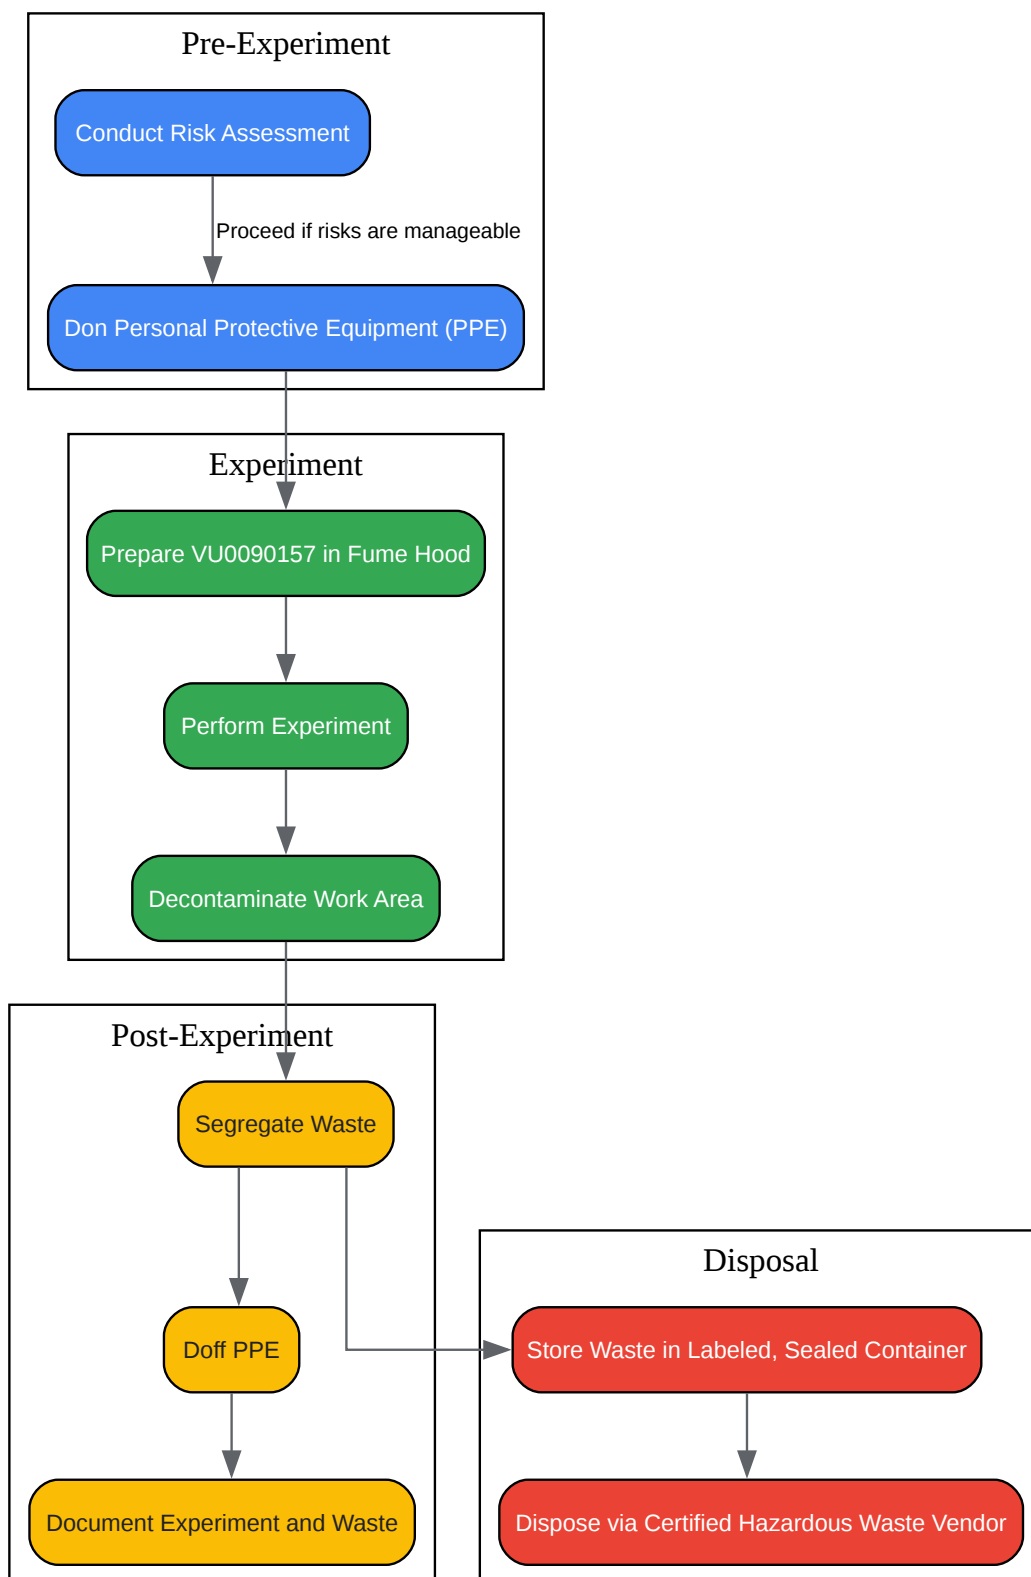 Pre-Experiment
Conduct Risk Assessment
Proceed if risks are manageable
Don Personal Protective Equipment (PPE)
Experiment
Prepare VU0090157 in Fume Hood
Perform Experiment
Decontaminate Work Area
Post-Experiment
Segregate Waste
Doff PPE
Document Experiment and Waste
Disposal
Store Waste in Labeled, Sealed Container
Dispose via Certified Hazardous Waste Vendor